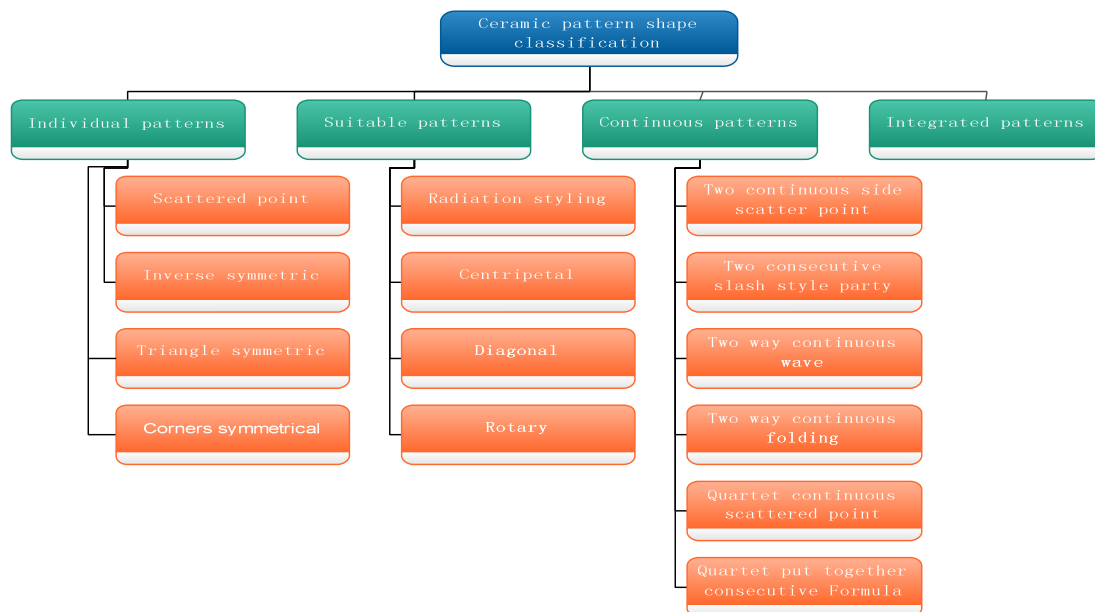 Ceramic pattern shape
classification
Individual patterns
Suitable patterns
Continuous patterns
Integrated patterns
Scattered point
Inverse symmetric
Triangle symmetric
Corners symmetrical
Radiation styling
Centripetal
Diagonal
Rotary
Two continuous side
scatter point
Two consecutive
slash style party
Two way continuous
wave
Two way continuous
folding
Quartet continuous
scattered point
Quartet put together
consecutive Formula